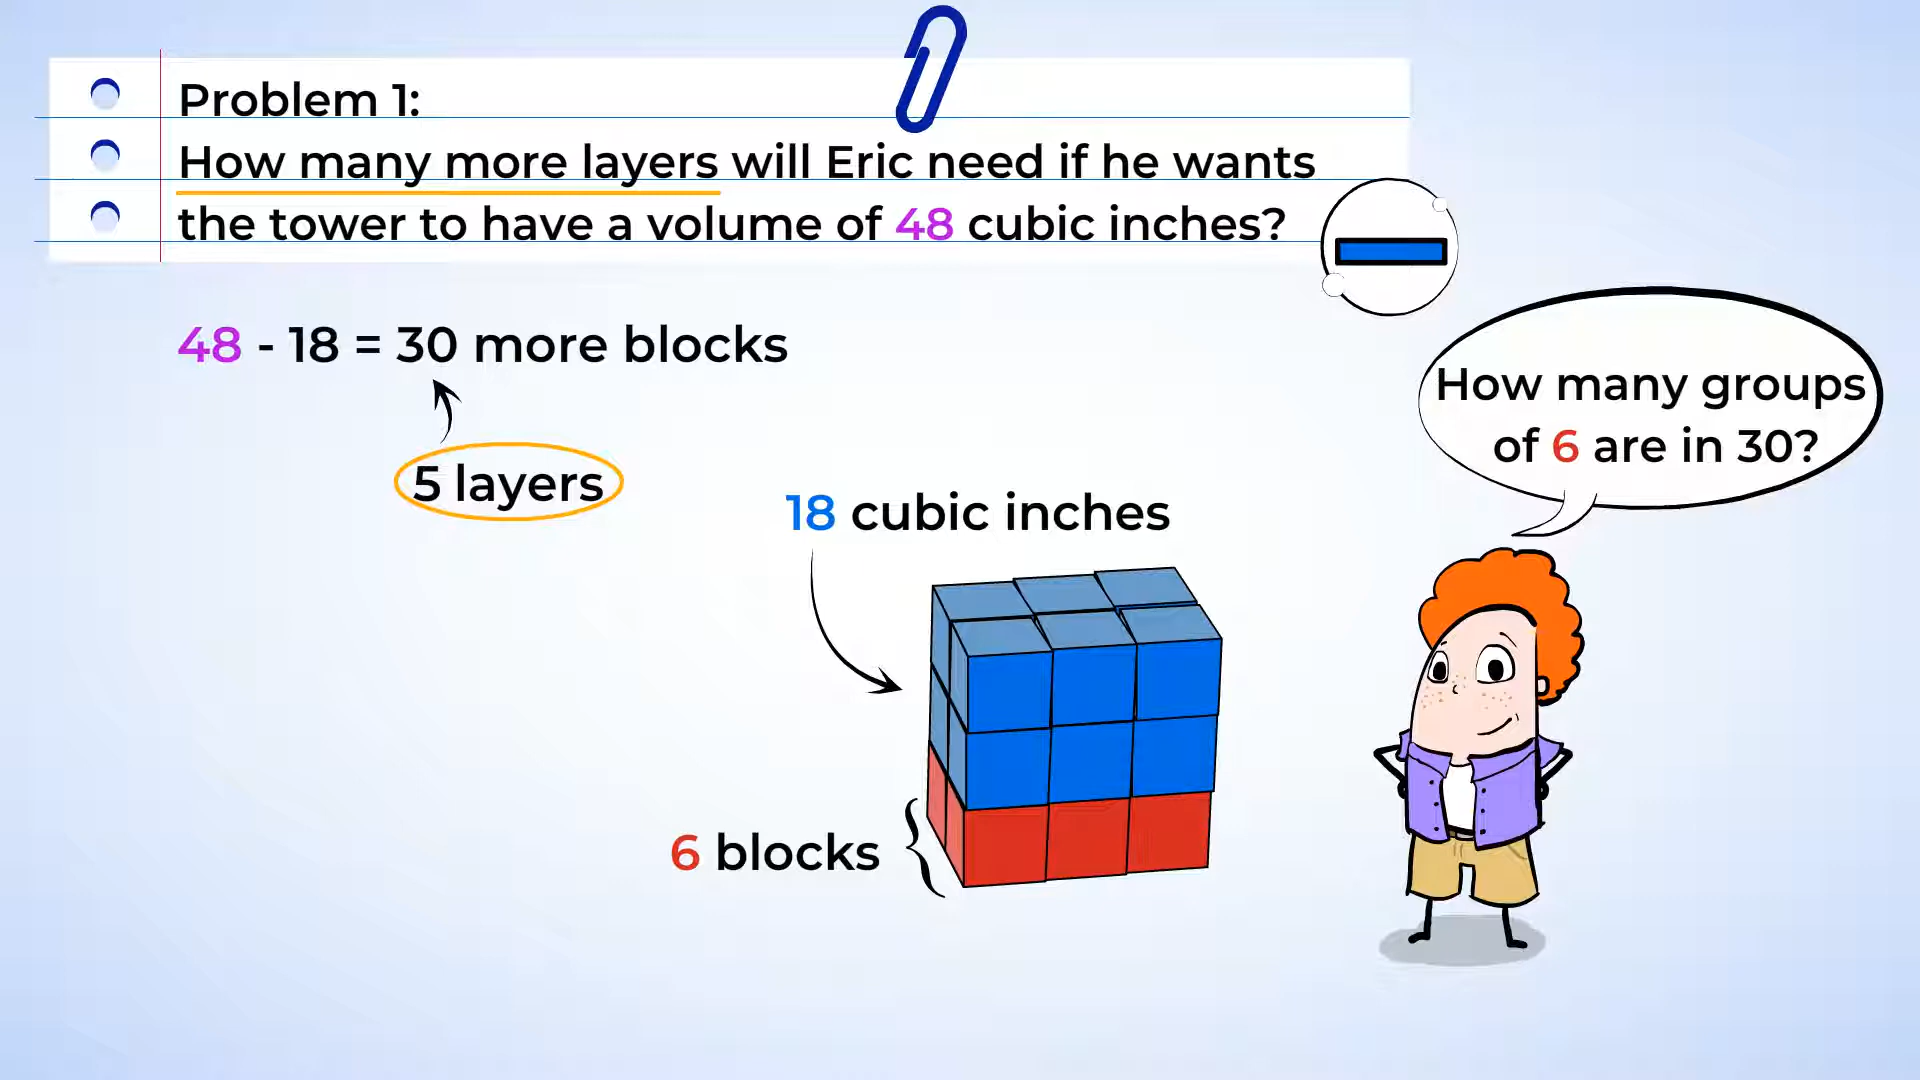 Problem 1:
How many more layers will Eric need if he wants
the tower to have a volume of 48 cubic inches?
48 - 18 = 30 more blocks
5 layers
How many groups
of 6 are in 30?
18 cubic inches
6 blocks